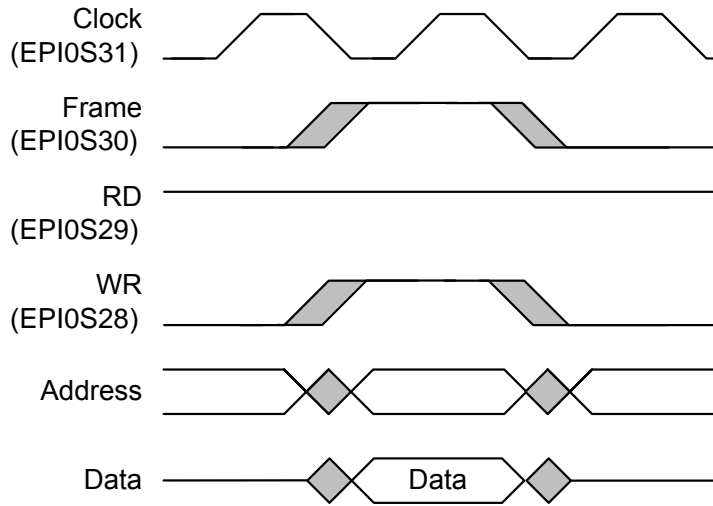 Clock
(EPI0S31)
Frame
(EPI0S30)
RD
(EPI0S29)
WR
(EPI0S28)
Address
Data
Data